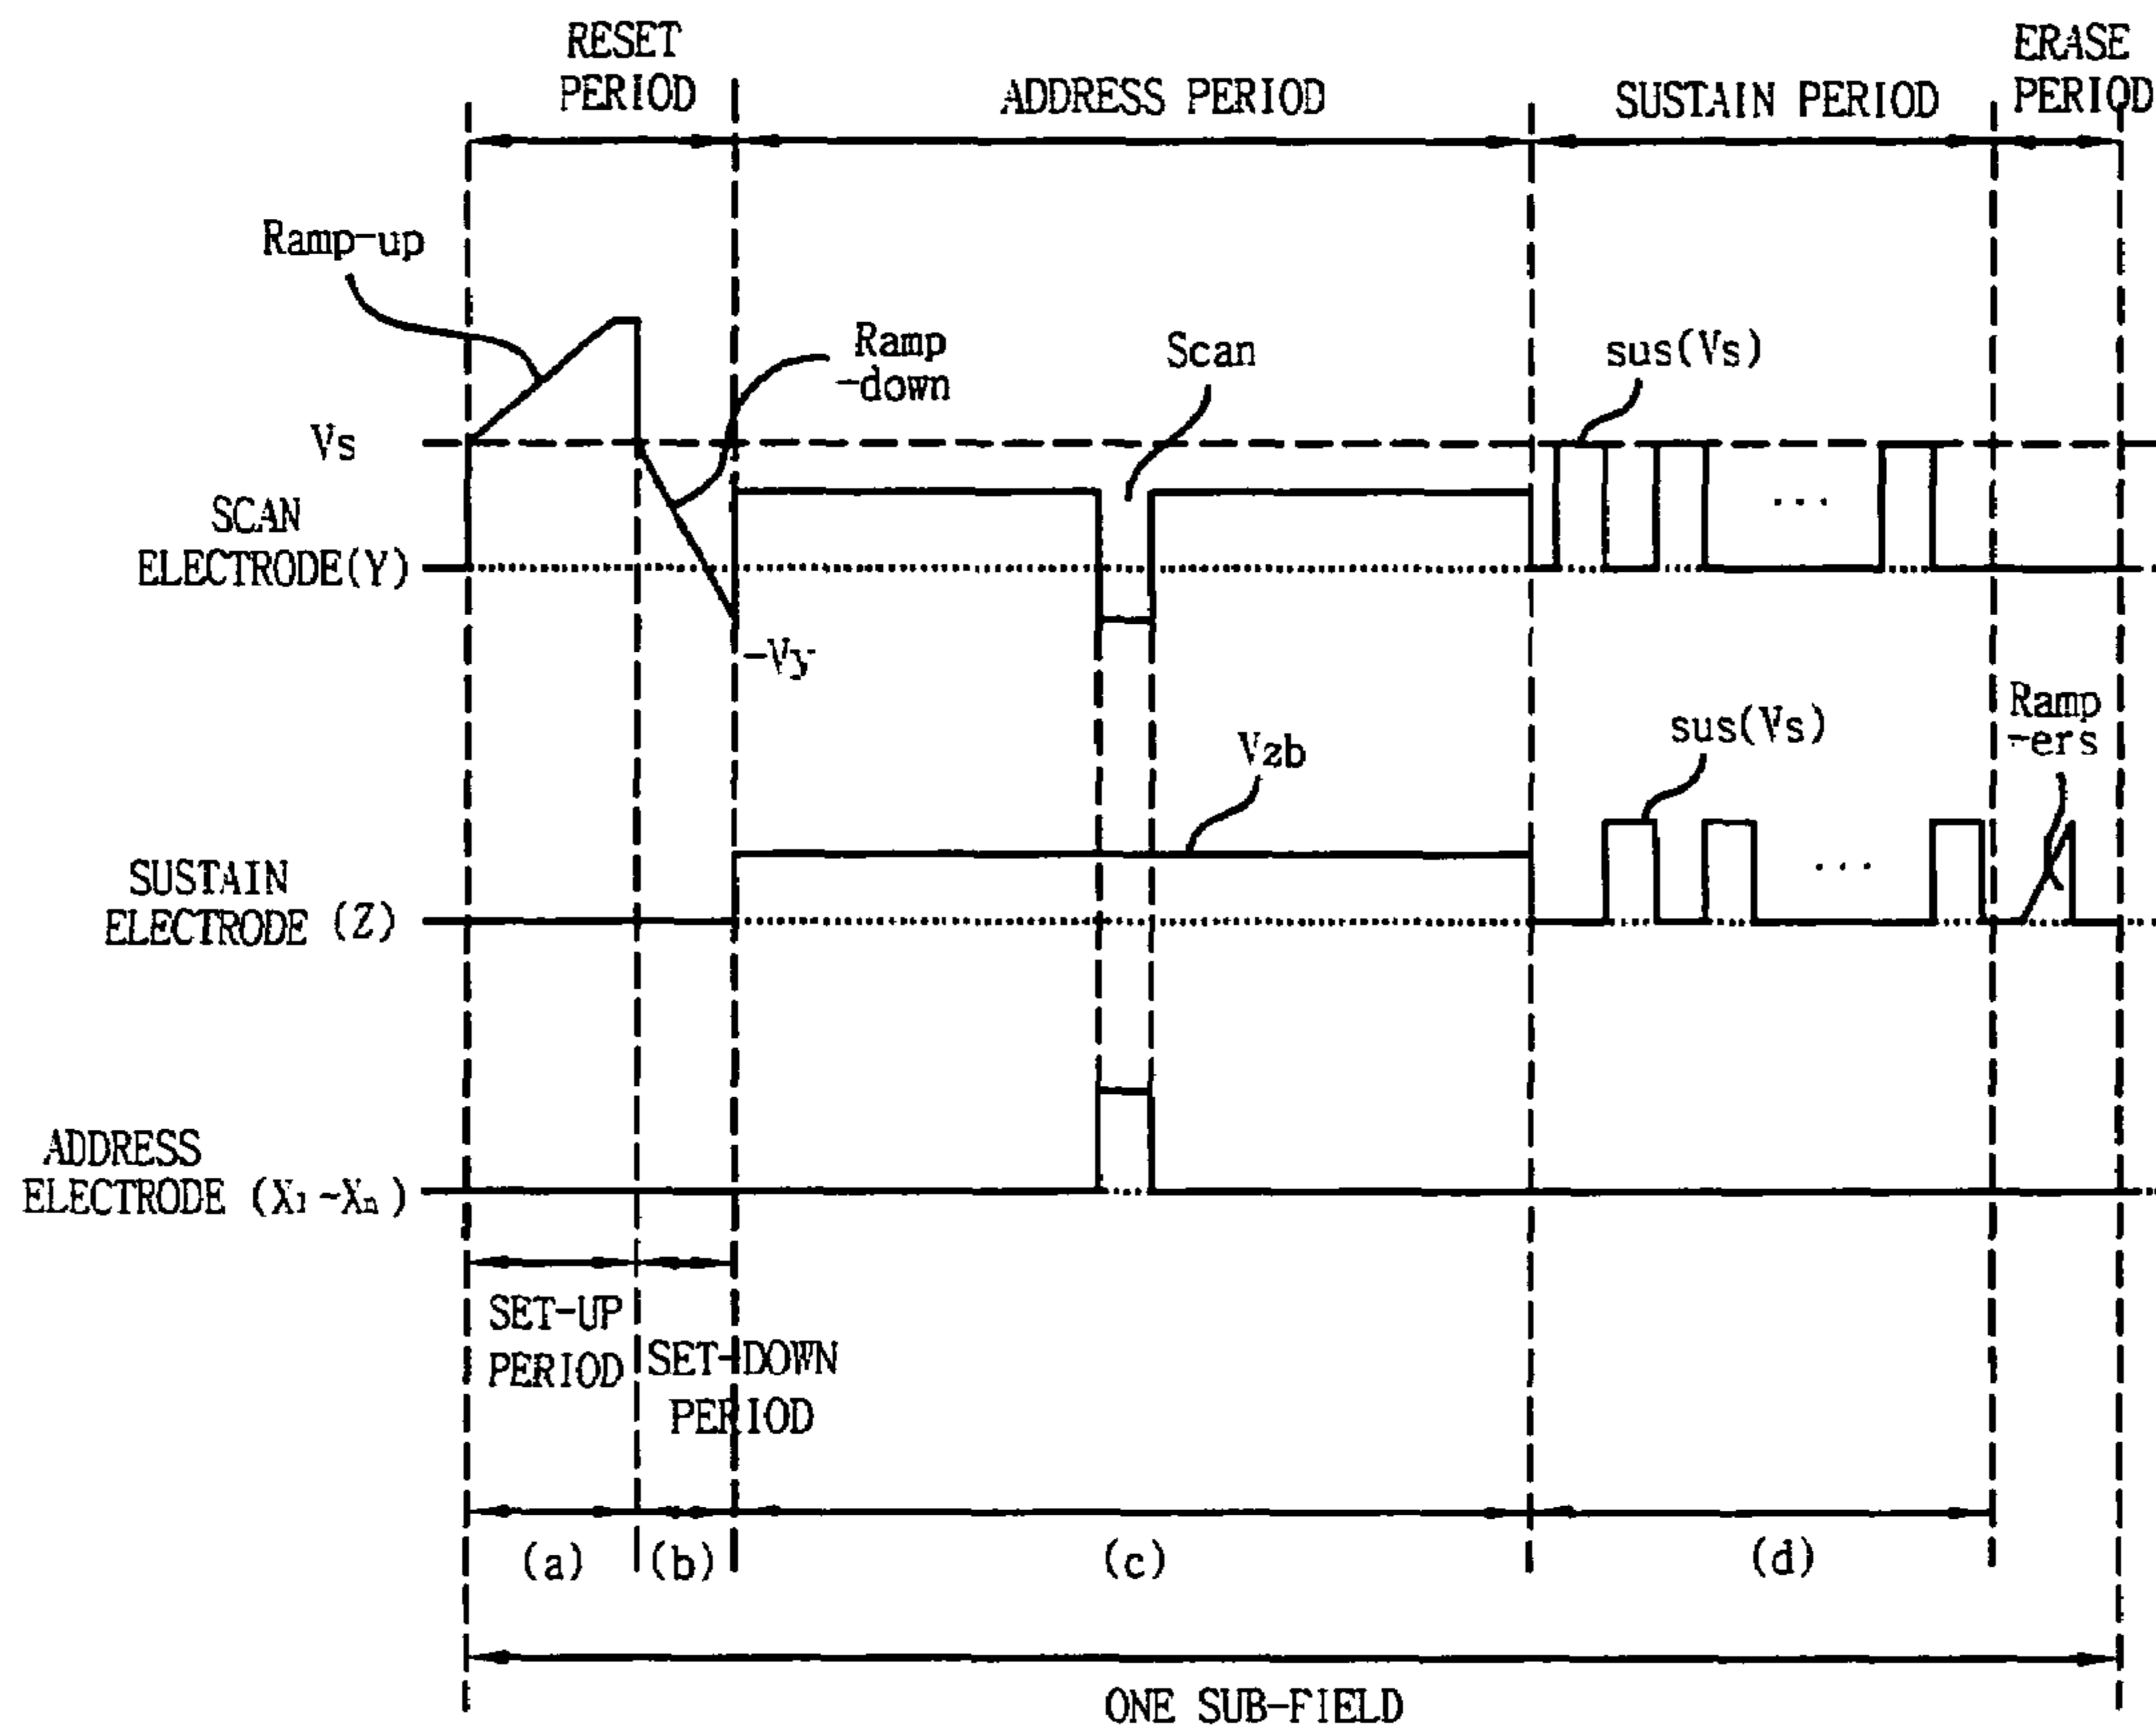 RESET
PERIOD
ADDRESS PERIOD
SUSTAIN PERIOD
ERASE
PERIOD
Ramp-up
Ramp
-down
Scan
sus(Vs)
Vs
SCAN
ELECTRODE(Y)
-Vy
Vzb
sus(Vs)
Ramp
-ers
...
SUSTAIN
ELECTRODE (Z)
...
ADDRESS
ELECTRODE (X1-Xn)
SET-UP
PERIOD
SET-DOWN
PERIOD
(a)
(b)
(c)
(d)
ONE SUB-FIELD